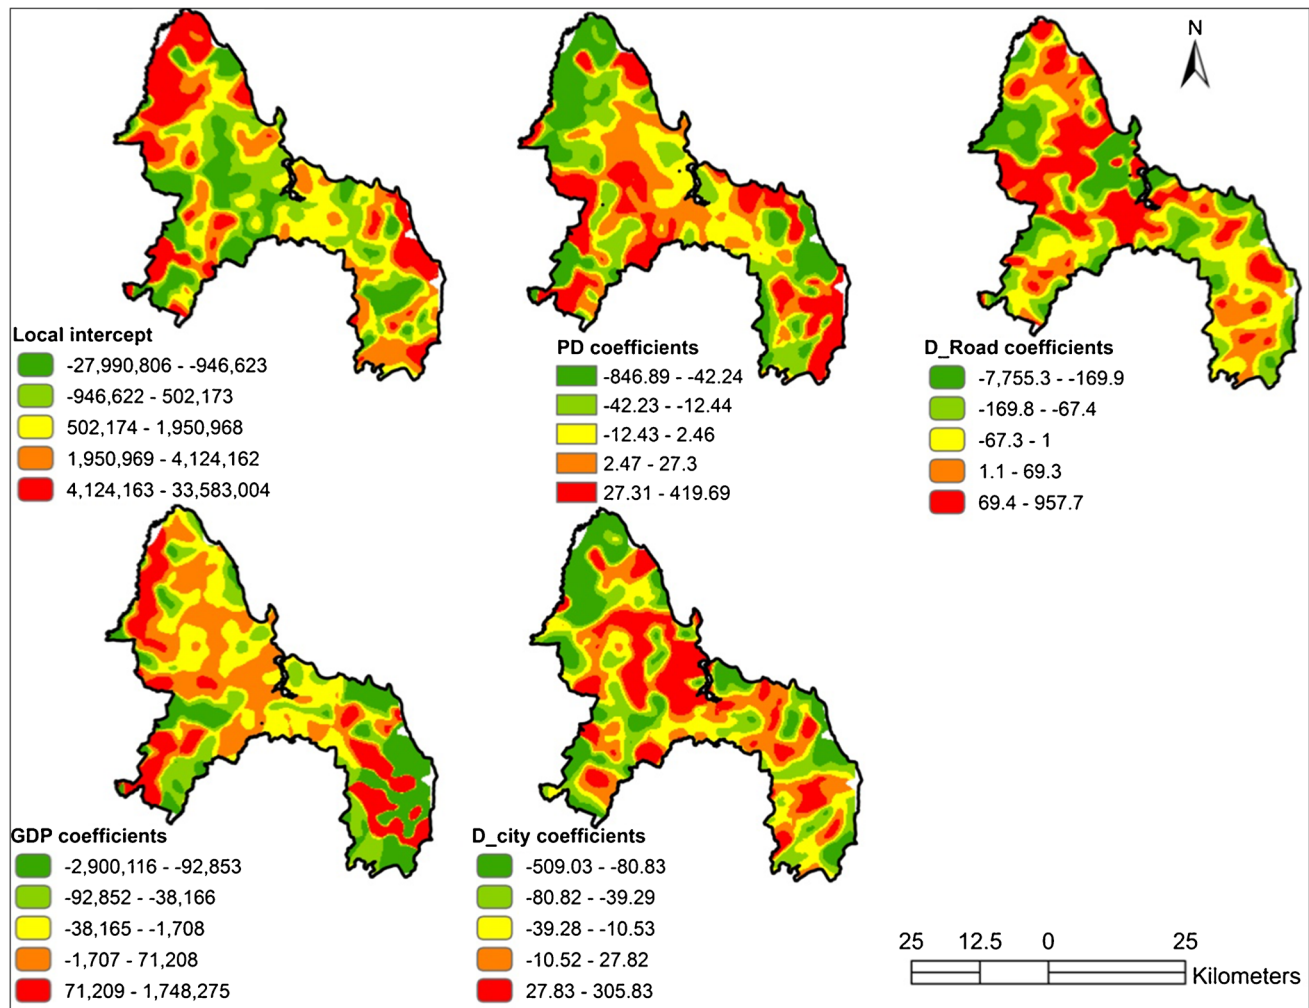 N
Local intercept
-27,990,806 - -946,623
-946,622 - 502,173
502,174 - 1,950,968
1,950,969 - 4,124,162
4,124,163 - 33,583,004
PD coefficients
-846.89 - -42.24
-42.23 - -12.44
-12.43 - 2.46
2.47 - 27.3
27.31 - 419.69
D_Road coefficients
-7,755.3 - -169.9
-169.8 - -67.4
-67.3 - 1
1.1 - 69.3
69.4 - 957.7
GDP coefficients
-2,900,116 - -92,853
-92,852 - -38,166
-38,165 - -1,708
-1,707 - 71,208
71,209 - 1,748,275
D_city coefficients
-509.03 - -80.83
-80.82 - -39.29
-39.28 - -10.53
-10.52 - 27.82
27.83 - 305.83
25 12.5 0 25
Kilometers